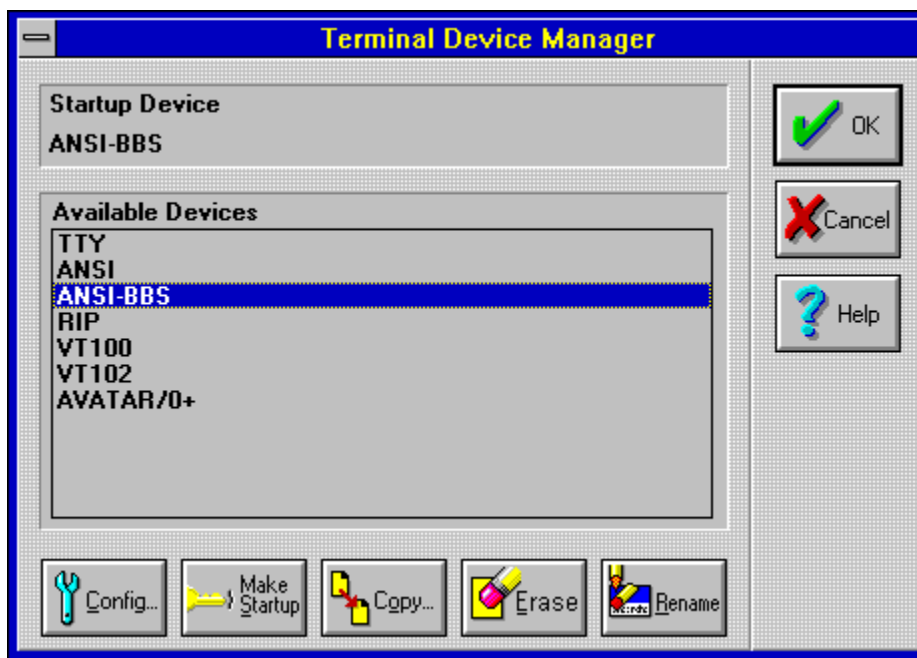 Terminal Device Manager
Startup Device
ANSI-BBS
OK
Available Devices
Cancel
TTY
ANSI
ANSI-BBS
RIP
Help
VT100
VT102
AVATAR/0+
Config...
Make
Startup
Copy...
Erase
Rename